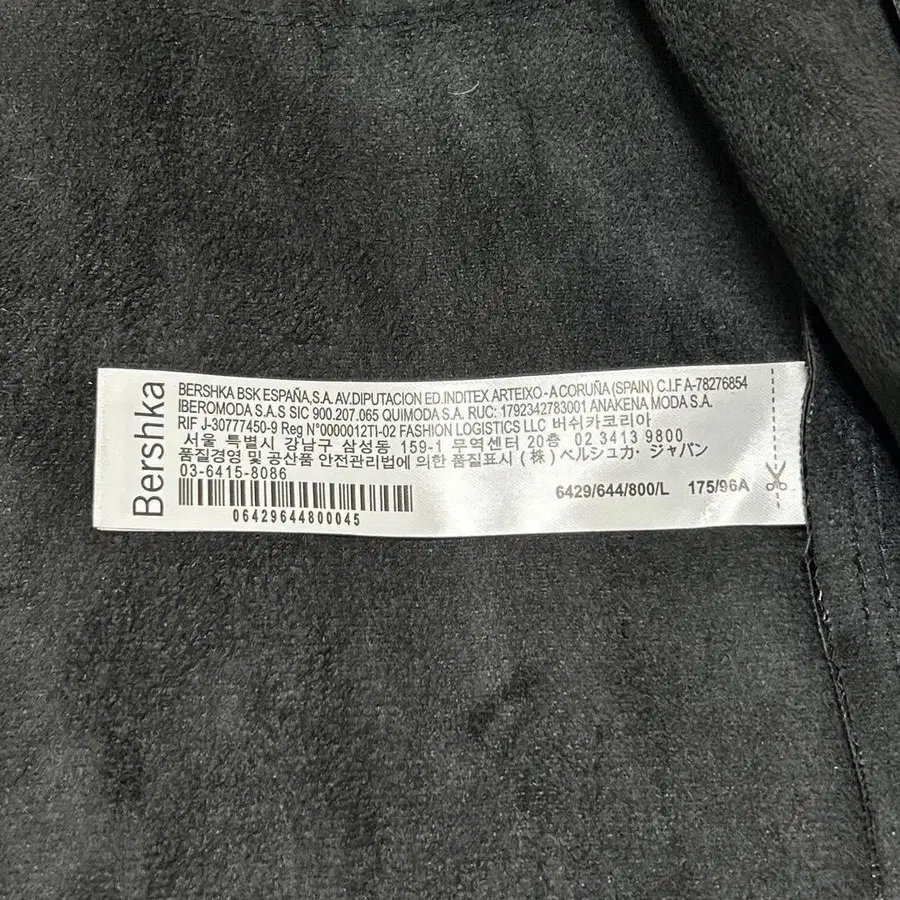 Bershka
BERSHKA BSK ESPAÑA,S.A. AV.DIPUTACION ED.INDITEX ARTEIXO - A CORUÑA (SPAIN) C.I.F A-78276854
IBEROMODA S.A.S SIC 900.207.065 QUIMODA S.A. RUC: 1792342783001 ANAKENA MODA S.A.
RIF J-30777450-9 Reg N°0000012TI-02 FASHION LOGISTICS LLC 버쉬카코리아
서울 특별시 강남구 삼성동 159-1 무역센터 20층 02 3413 9800
품질경영 및 공산품 안전관리법에 의한 품질표시 (株) ベルシュカ・ジャパン
03-6415-8086
06429644800045
6429/644/800/L 175/96A